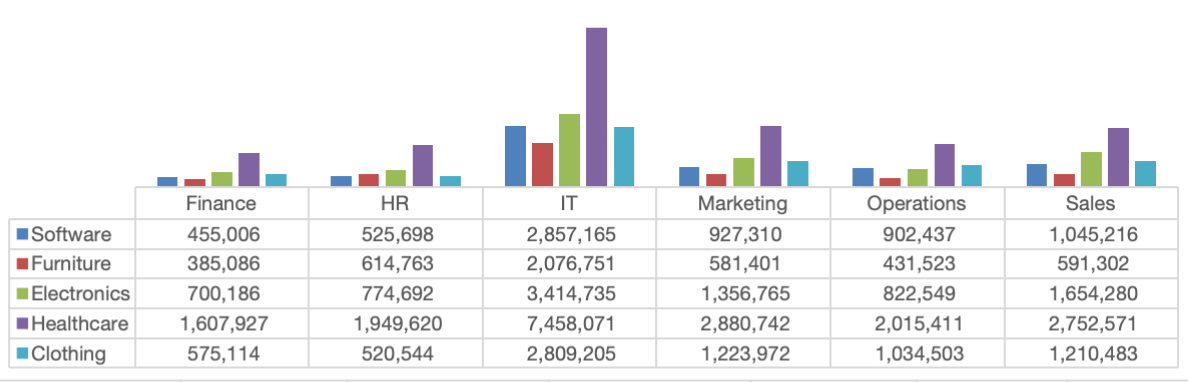 Finance HR IT Marketing Operations Sales
Software 455,006 525,698 2,857,165 927,310 902,437 1,045,216
Furniture 385,086 614,763 2,076,751 581,401 431,523 591,302
Electronics 700,186 774,692 3,414,735 1,356,765 822,549 1,654,280
Healthcare 1,607,927 1,949,620 7,458,071 2,880,742 2,015,411 2,752,571
Clothing 575,114 520,544 2,809,205 1,223,972 1,034,503 1,210,483